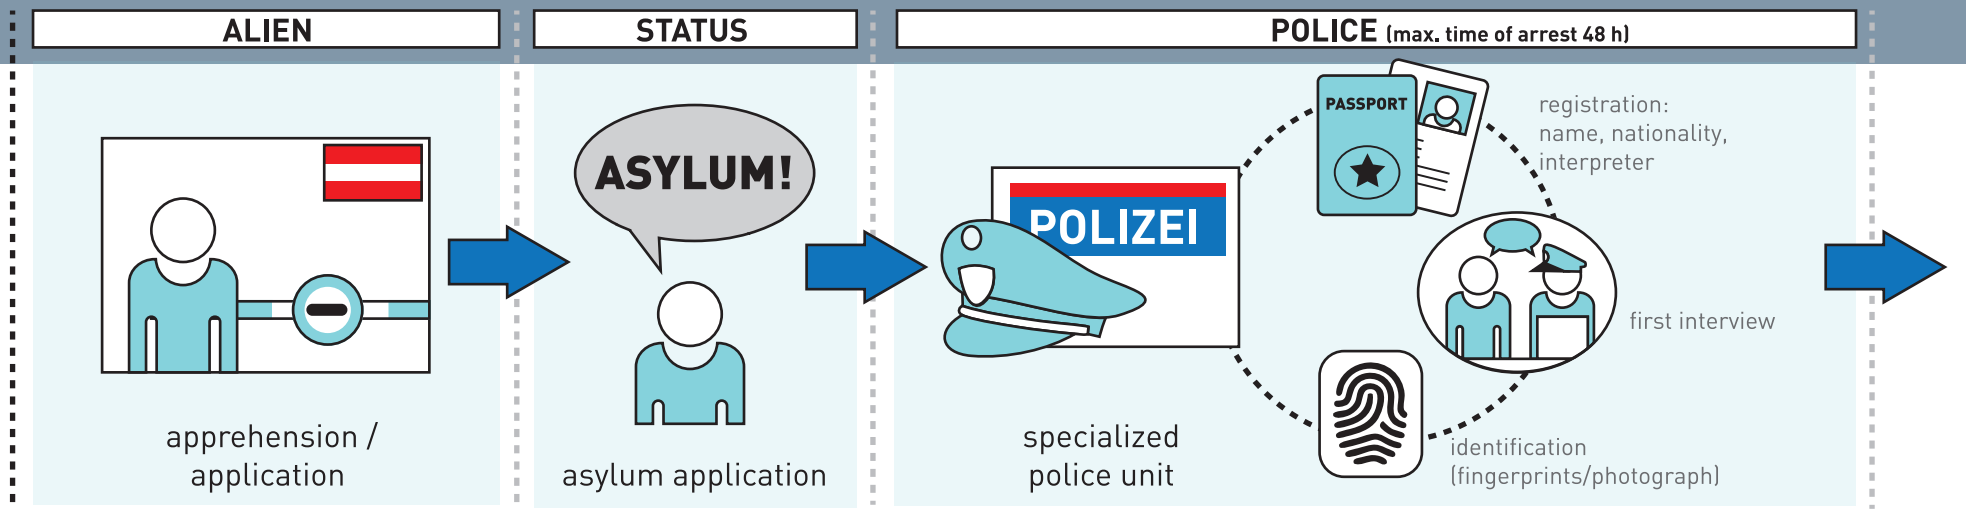 ALIEN
STATUS
POLICE (max. time of arrest 48 h)
apprehension /
application
ASYLUM!
asylum application
POLIZEI
specialized
police unit
PASSPORT
registration:
name, nationality,
interpreter
first interview
identification
(fingerprints/photograph)